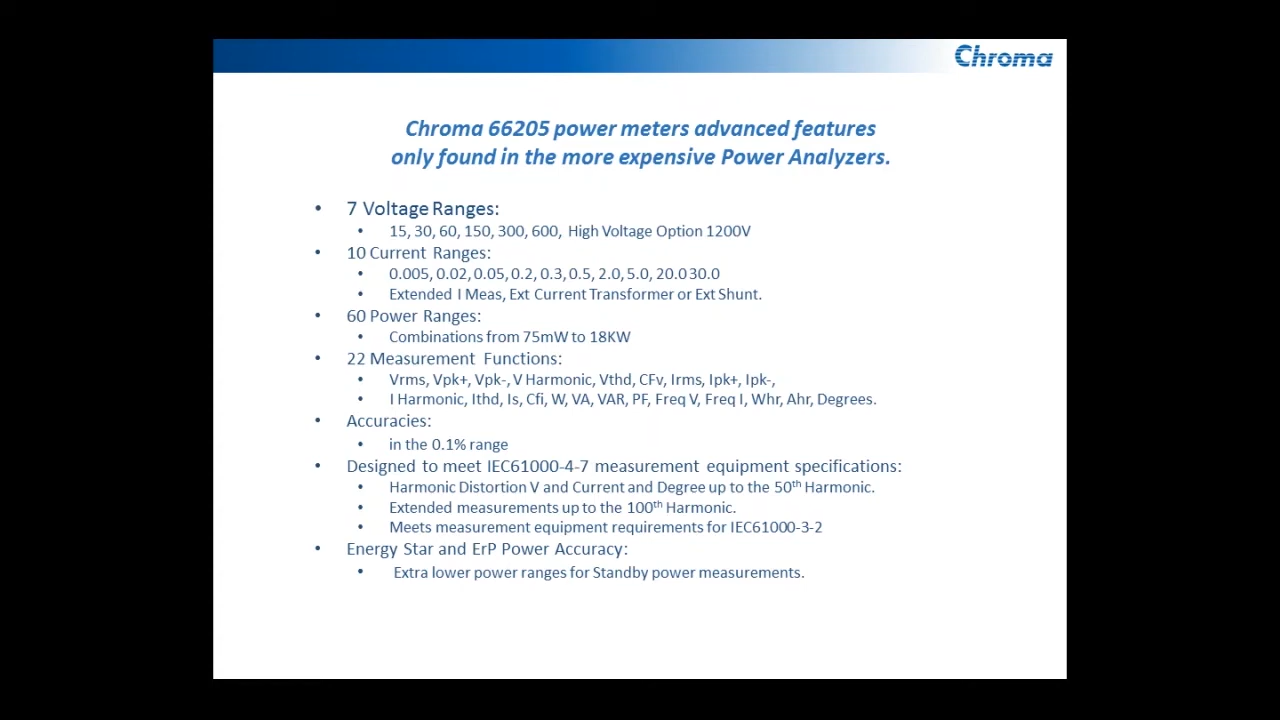 Chroma
Chroma 66205 power meters advanced features
only found in the more expensive Power Analyzers.
• 7 Voltage Ranges:
• 15, 30, 60, 150, 300, 600, High Voltage Option 1200V
• 10 Current Ranges:
• 0.005, 0.02, 0.05, 0.2, 0.3, 0.5, 2.0, 5.0, 20.0 30.0
• Extended I Meas, Ext Current Transformer or Ext Shunt.
• 60 Power Ranges:
• Combinations from 75mW to 18KW
• 22 Measurement Functions:
• Vrms, Vpk+, Vpk-, V Harmonic, Vthd, CFv, Irms, Ipk+, Ipk-,
• I Harmonic, Ithd, Is, Cfi, W, VA, VAR, PF, Freq V, Freq I, Whr, Ahr, Degrees.
• Accuracies:
• in the 0.1% range
• Designed to meet IEC61000-4-7 measurement equipment specifications:
• Harmonic Distortion V and Current and Degree up to the 50th Harmonic.
• Extended measurements up to the 100th Harmonic.
• Meets measurement equipment requirements for IEC61000-3-2
• Energy Star and ErP Power Accuracy:
• Extra lower power ranges for Standby power measurements.